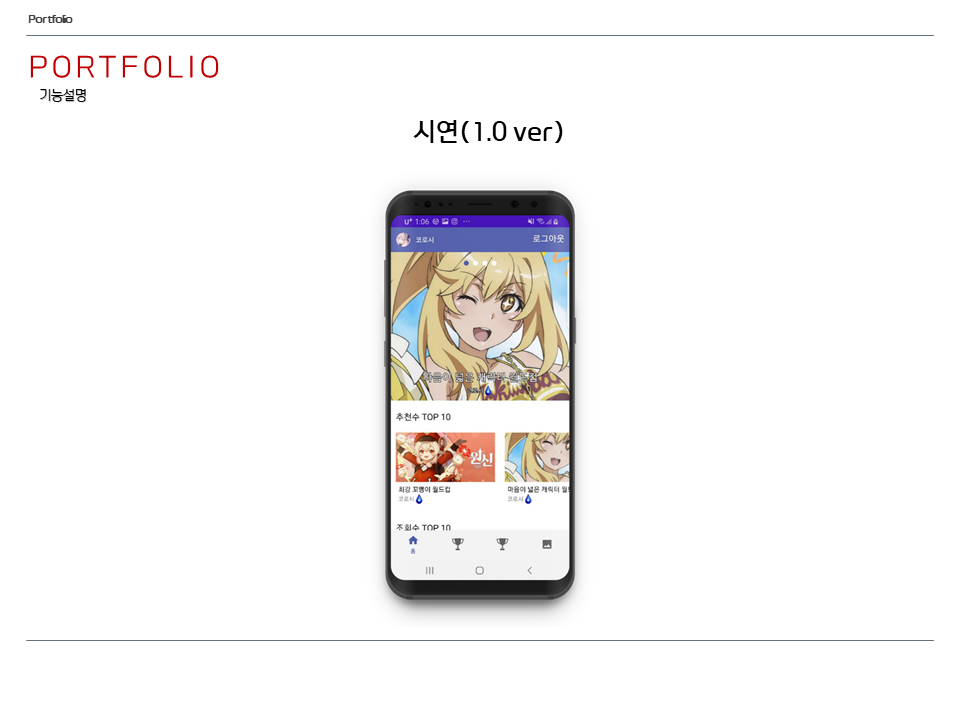 Portfolio
PORTFOLIO
기능설명
시연(1.0 ver)
U+ 1:06
코로시 로그아웃
마음이 넓은 캐릭터 월드컵
추천수 TOP 10
원신
최강 꼬맹이 월드컵 마음이 넓은 캐릭터 월드
코로시 코로시
조회수 TOP 10
홈